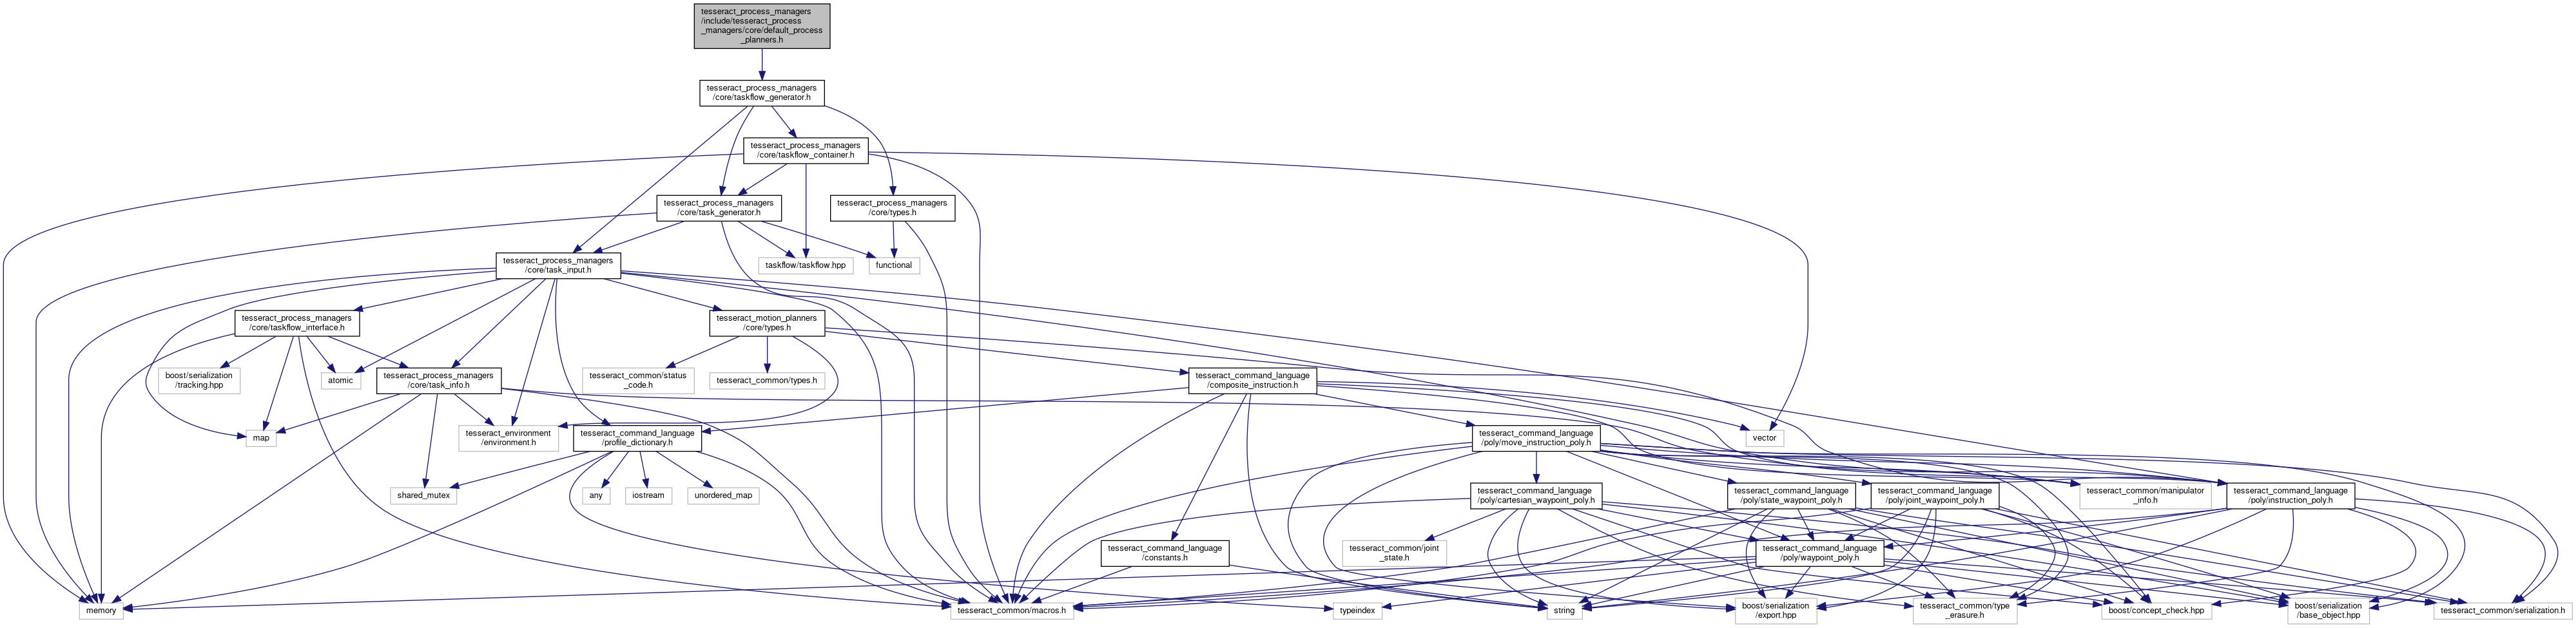 tesseract_process_managers
/include/tesseract_process
_managers/core/default_process
_planners.h
tesseract_process_managers
/core/taskflow_generator.h
tesseract_process_managers
/core/taskflow_container.h
tesseract_process_managers
/core/task_generator.h
tesseract_process_managers
/core/types.h
tesseract_process_managers
/core/task_input.h
taskflow/taskflow.hpp
functional
tesseract_process_managers
/core/taskflow_interface.h
tesseract_motion_planners
/core/types.h
boost/serialization
/tracking.hpp
atomic
tesseract_process_managers
/core/task_info.h
tesseract_common/status
_code.h
tesseract_common/types.h
tesseract_command_language
/composite_instruction.h
map
tesseract_environment
/environment.h
tesseract_command_language
/profile_dictionary.h
tesseract_command_language
/poly/move_instruction_poly.h
vector
shared_mutex
any
iostream
unordered_map
tesseract_command_language
/poly/cartesian_waypoint_poly.h
tesseract_command_language
/poly/state_waypoint_poly.h
tesseract_command_language
/poly/joint_waypoint_poly.h
tesseract_common/manipulator
_info.h
tesseract_command_language
/poly/instruction_poly.h
tesseract_command_language
/constants.h
tesseract_common/joint
_state.h
tesseract_command_language
/poly/waypoint_poly.h
memory
tesseract_common/macros.h
typeindex
string
boost/serialization
/export.hpp
tesseract_common/type
_erasure.h
boost/concept_check.hpp
boost/serialization
/base_object.hpp
tesseract_common/serialization.h